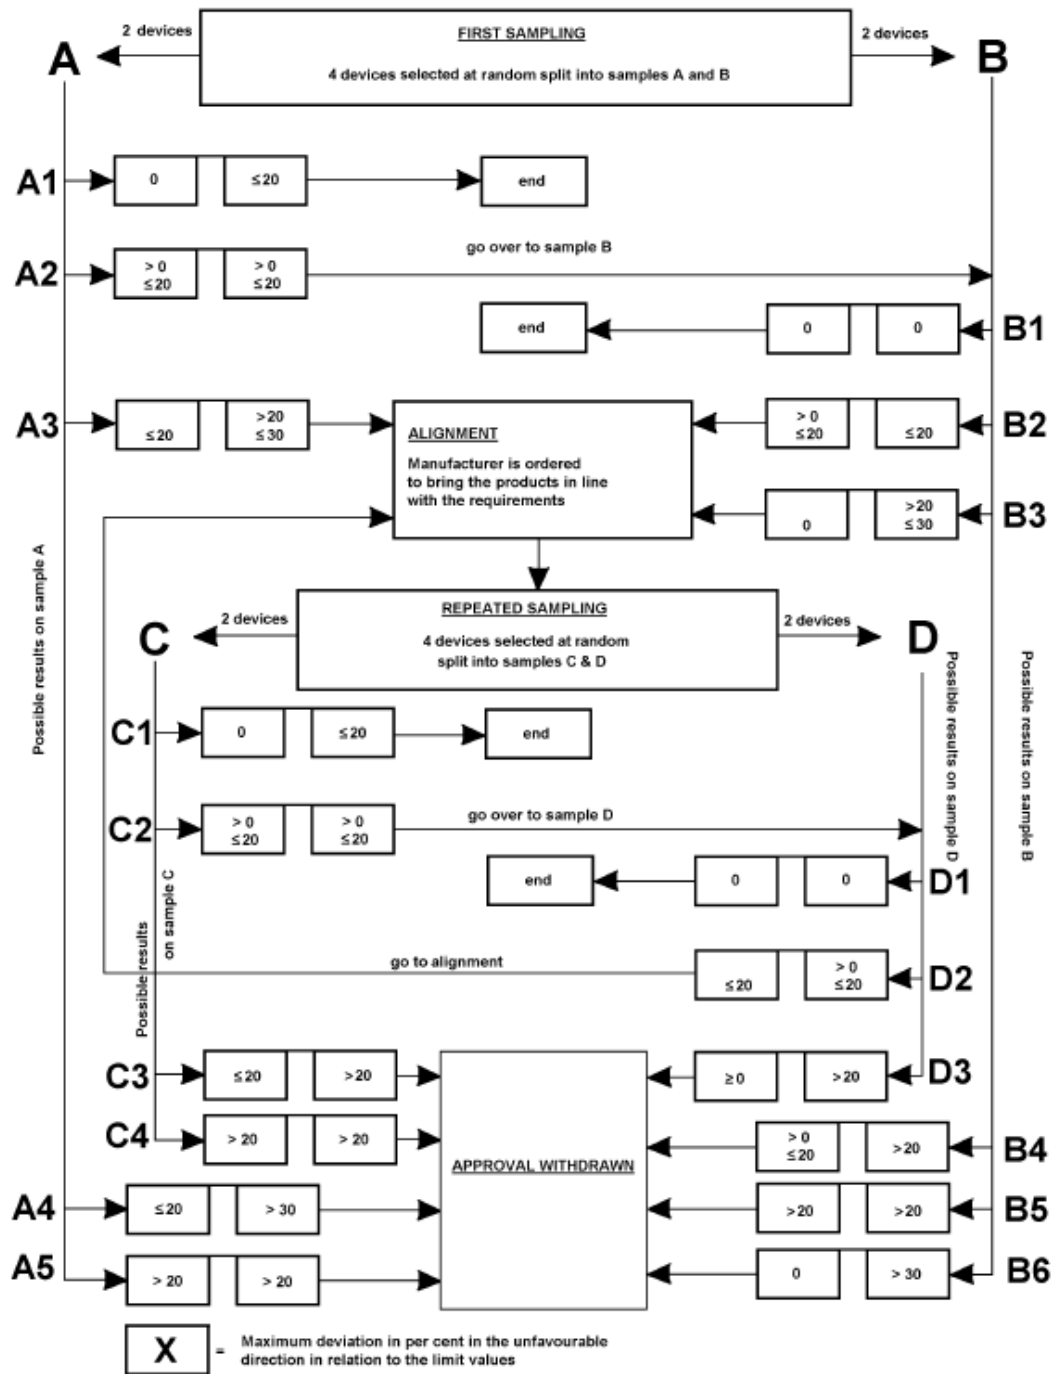 2 devices
FIRST SAMPLING
2 devices
A
B
4 devices selected at random split into samples A and B
A1
0
≤20
end
go over to sample B
A2
> 0
≤20
> 0
≤20
end
0
0
B1
A3
≤20
>20
≤30
ALIGNMENT
Manufacturer is ordered
to bring the products in line
with the requirements
> 0
≤20
≤20
B2
0
>20
≤30
B3
Possible results on sample A
2 devices
REPEATED SAMPLING
2 devices
C
D
4 devices selected at random
split into samples C & D
Possible results on sample D
Possible results on sample B
C1
0
≤20
end
C2
> 0
≤20
> 0
≤20
go over to sample D
end
0
0
D1
Possible results
on sample C
go to alignment
≤20
> 0
≤20
D2
C3
≤20
>20
≥0
>20
D3
C4
> 20
> 20
APPROVAL WITHDRAWN
> 0
≤20
>20
B4
A4
≤20
> 30
>20
>20
B5
A5
> 20
> 20
0
> 30
B6
X
=
Maximum deviation in per cent in the unfavourable
direction in relation to the limit values